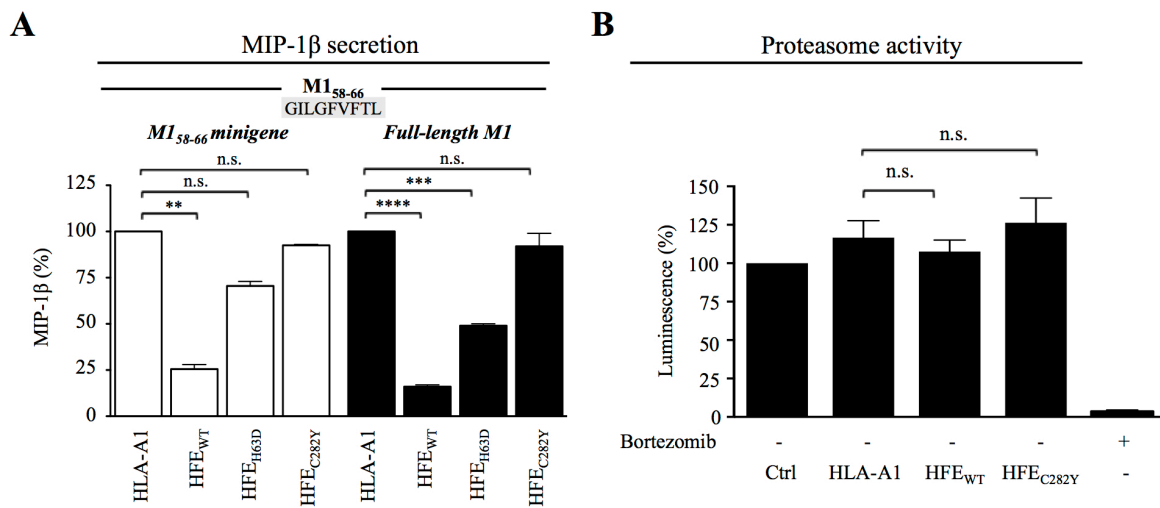 A
MIP-1β secretion
M1₅₈₋₆₆
GILGFVFTL
M1₅₈₋₆₆ minigene
Full-length M1
n.s.
n.s.
**
n.s.
***
****
MIP-1β (%)
125
100
75
50
25
0
HLA-A1
HFE_WT
HFE_H63D
HFE_C282Y
HLA-A1
HFE_WT
HFE_H63D
HFE_C282Y
B
Proteasome activity
n.s.
n.s.
Luminescence (%)
150
125
100
75
50
25
0
Bortezomib - - - - +
Ctrl HLA-A1 HFE_WT HFE_C282Y -